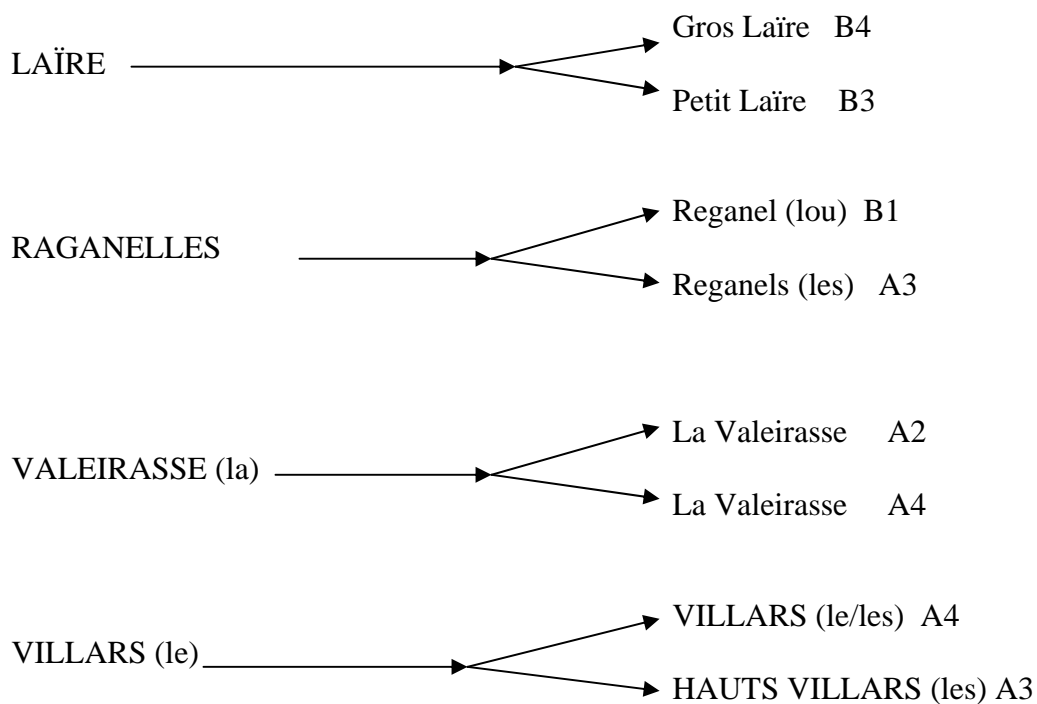 Gros Laïre B4
LAÏRE
Petit Laïre B3
Reganel (lou) B1
RAGANELLES
Reganels (les) A3
La Valeirasse A2
VALEIRASSE (la)
La Valeirasse A4
VILLARS (le/les) A4
VILLARS (le)
HAUTS VILLARS (les) A3